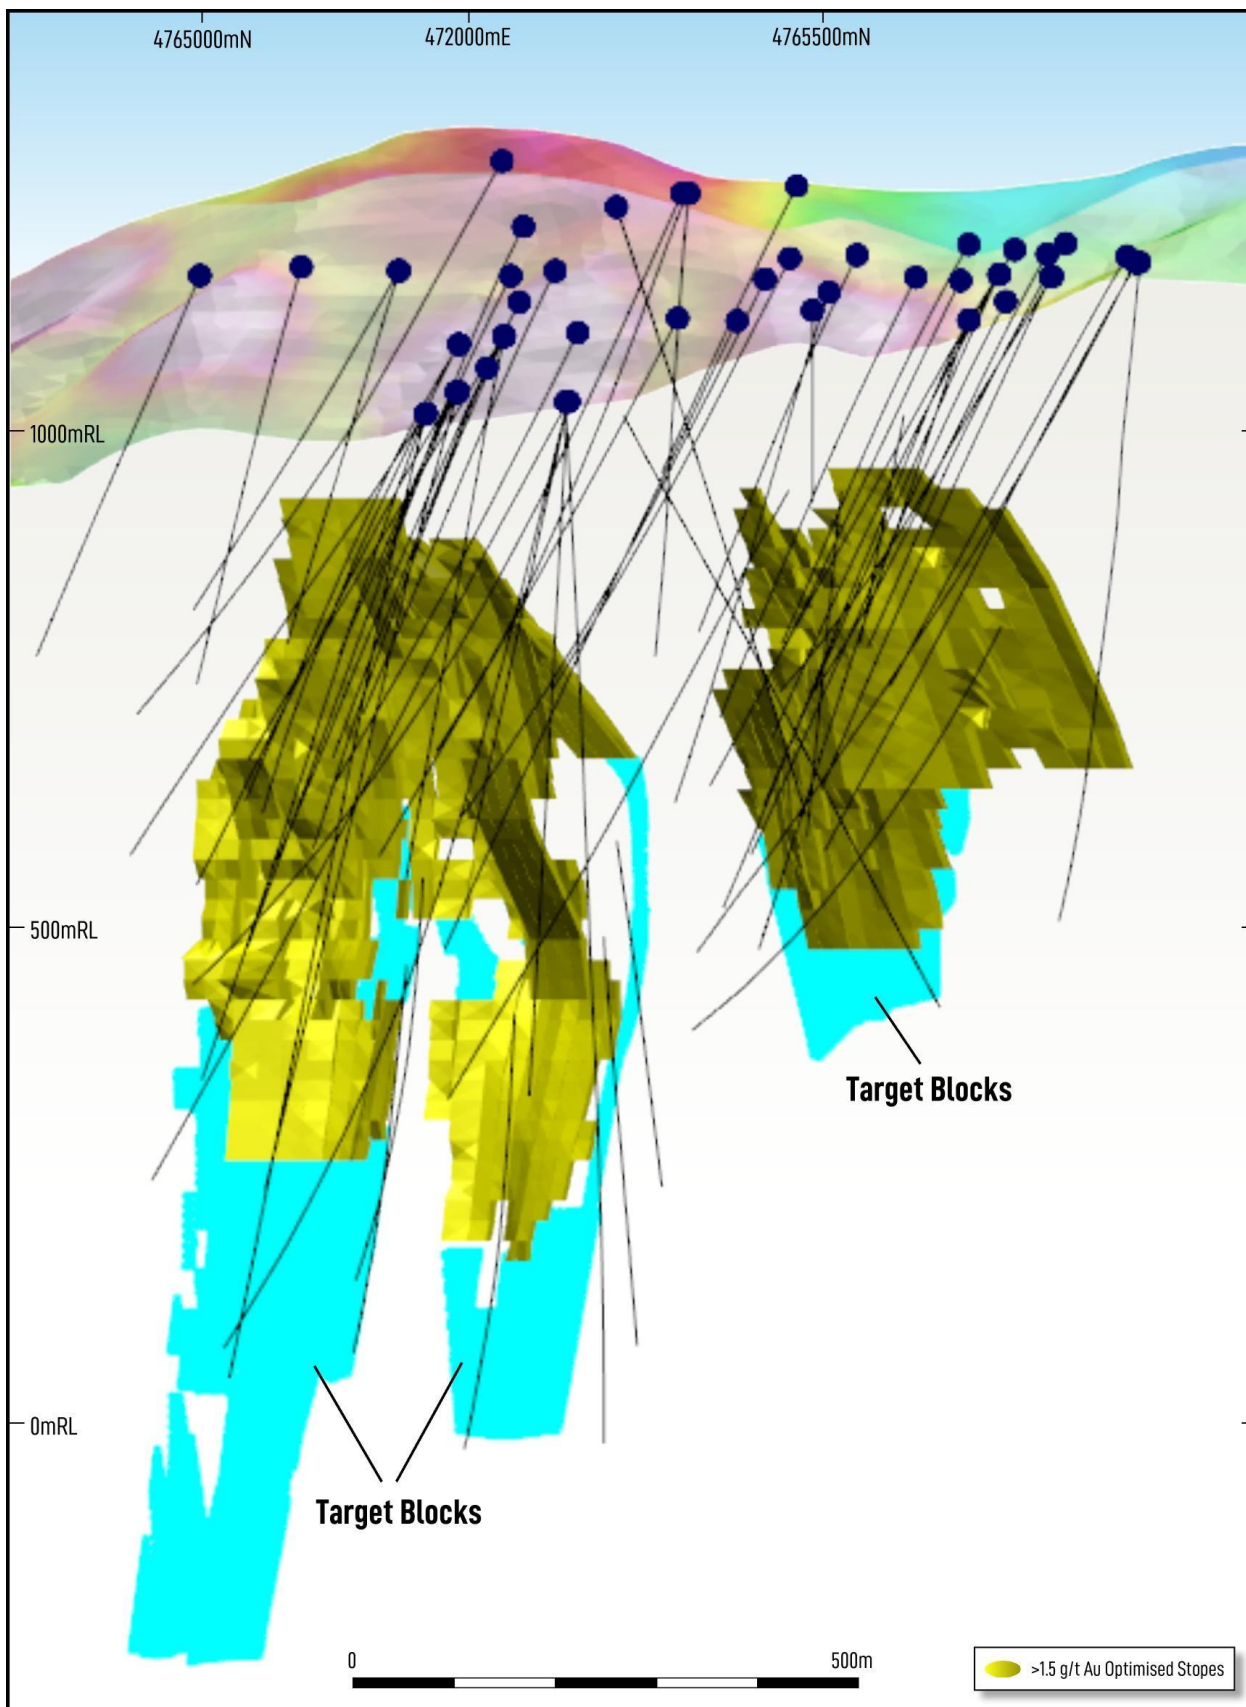 4765000mN
472000mE
4765500mN
1000mRL
500mRL
Target Blocks
0mRL
Target Blocks
0
500m
>1.5 g/t Au Optimised Stopes